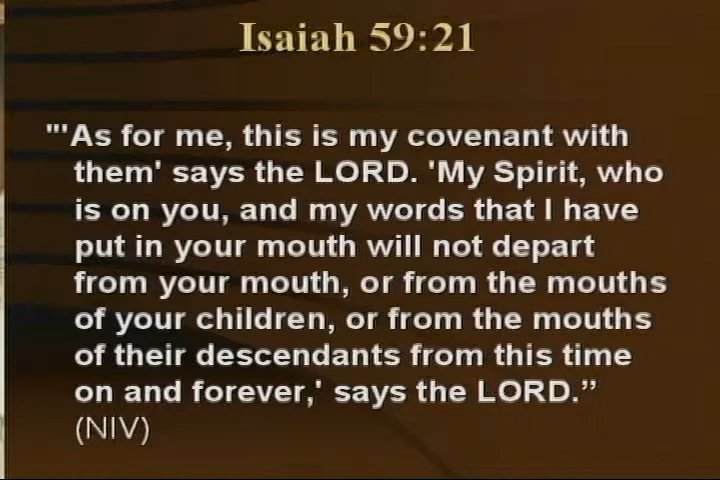 Isaiah 59:21
"'As for me, this is my covenant with
them' says the LORD. 'My Spirit, who
is on you, and my words that I have
put in your mouth will not depart
from your mouth, or from the mouths
of your children, or from the mouths
of their descendants from this time
on and forever,' says the LORD.”
(NIV)